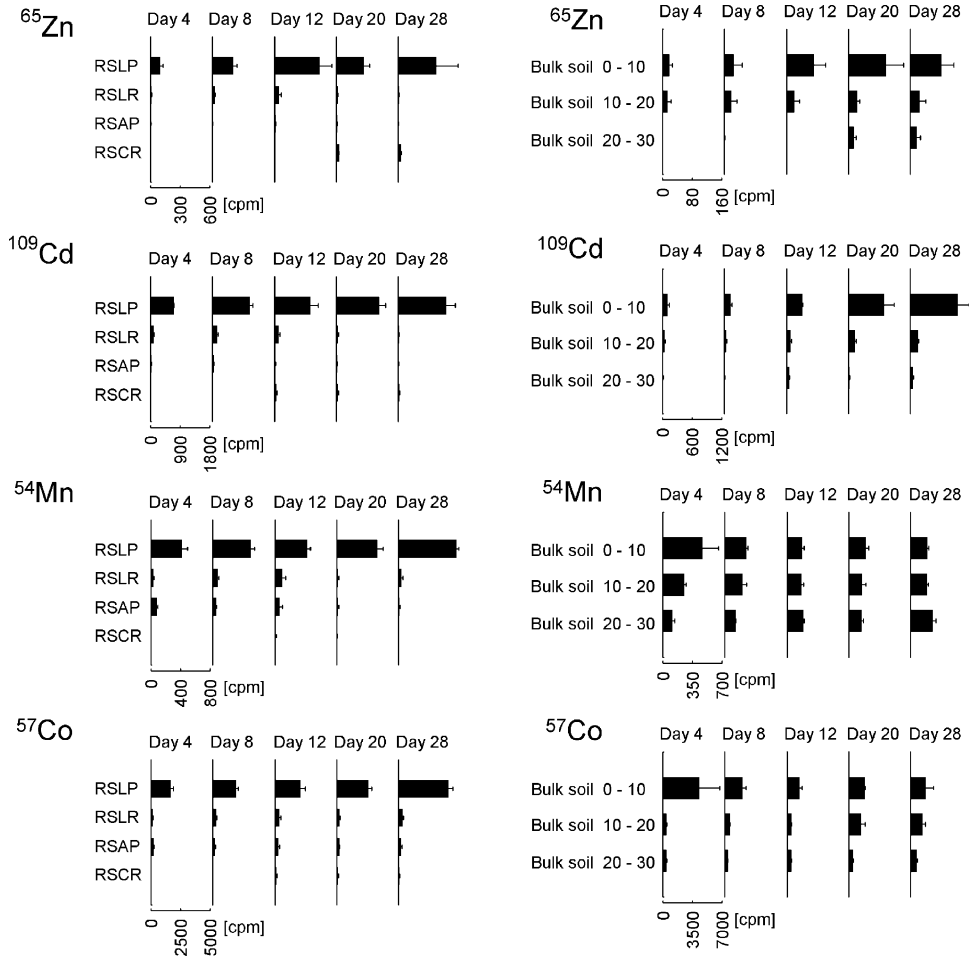 65Zn
Day 4 Day 8 Day 12 Day 20 Day 28
RSLP
RSLR
RSAP
RSCR
0 300 600 [cpm]
65Zn
Day 4 Day 8 Day 12 Day 20 Day 28
Bulk soil 0 - 10
Bulk soil 10 - 20
Bulk soil 20 - 30
0 80 160 [cpm]
109Cd
Day 4 Day 8 Day 12 Day 20 Day 28
RSLP
RSLR
RSAP
RSCR
0 900 1800 [cpm]
109Cd
Day 4 Day 8 Day 12 Day 20 Day 28
Bulk soil 0 - 10
Bulk soil 10 - 20
Bulk soil 20 - 30
0 600 1200 [cpm]
54Mn
Day 4 Day 8 Day 12 Day 20 Day 28
RSLP
RSLR
RSAP
RSCR
0 400 800 [cpm]
54Mn
Day 4 Day 8 Day 12 Day 20 Day 28
Bulk soil 0 - 10
Bulk soil 10 - 20
Bulk soil 20 - 30
0 350 700 [cpm]
57Co
Day 4 Day 8 Day 12 Day 20 Day 28
RSLP
RSLR
RSAP
RSCR
0 2500 5000 [cpm]
57Co
Day 4 Day 8 Day 12 Day 20 Day 28
Bulk soil 0 - 10
Bulk soil 10 - 20
Bulk soil 20 - 30
0 3500 7000 [cpm]